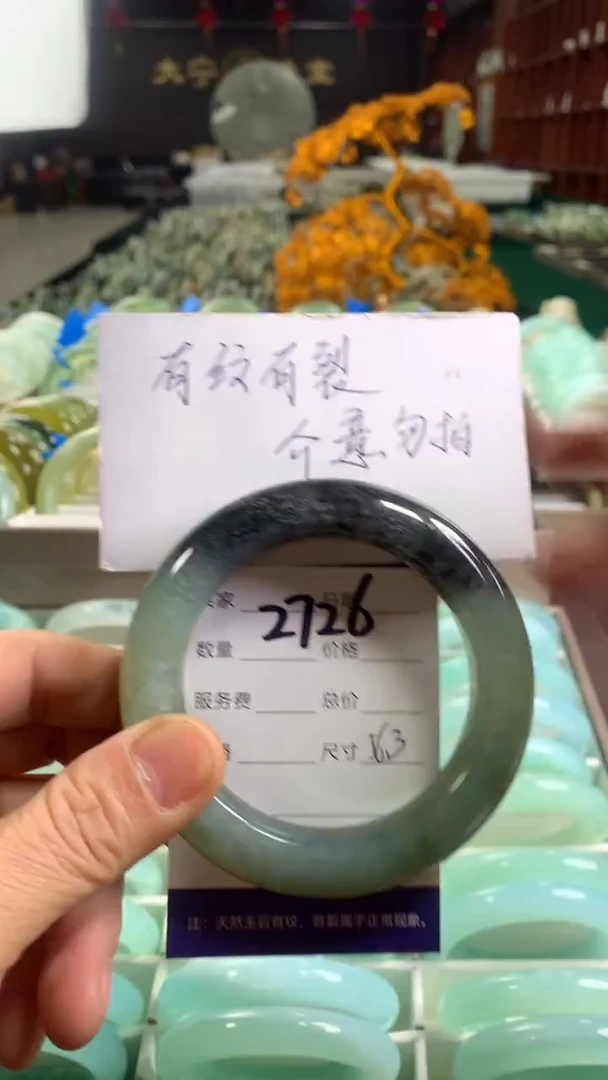 有纹有裂
介意勿拍
2726
数量 价格
服务费 总价
尺寸 63
注：天然玉石有纹、有裂属于正常现象。